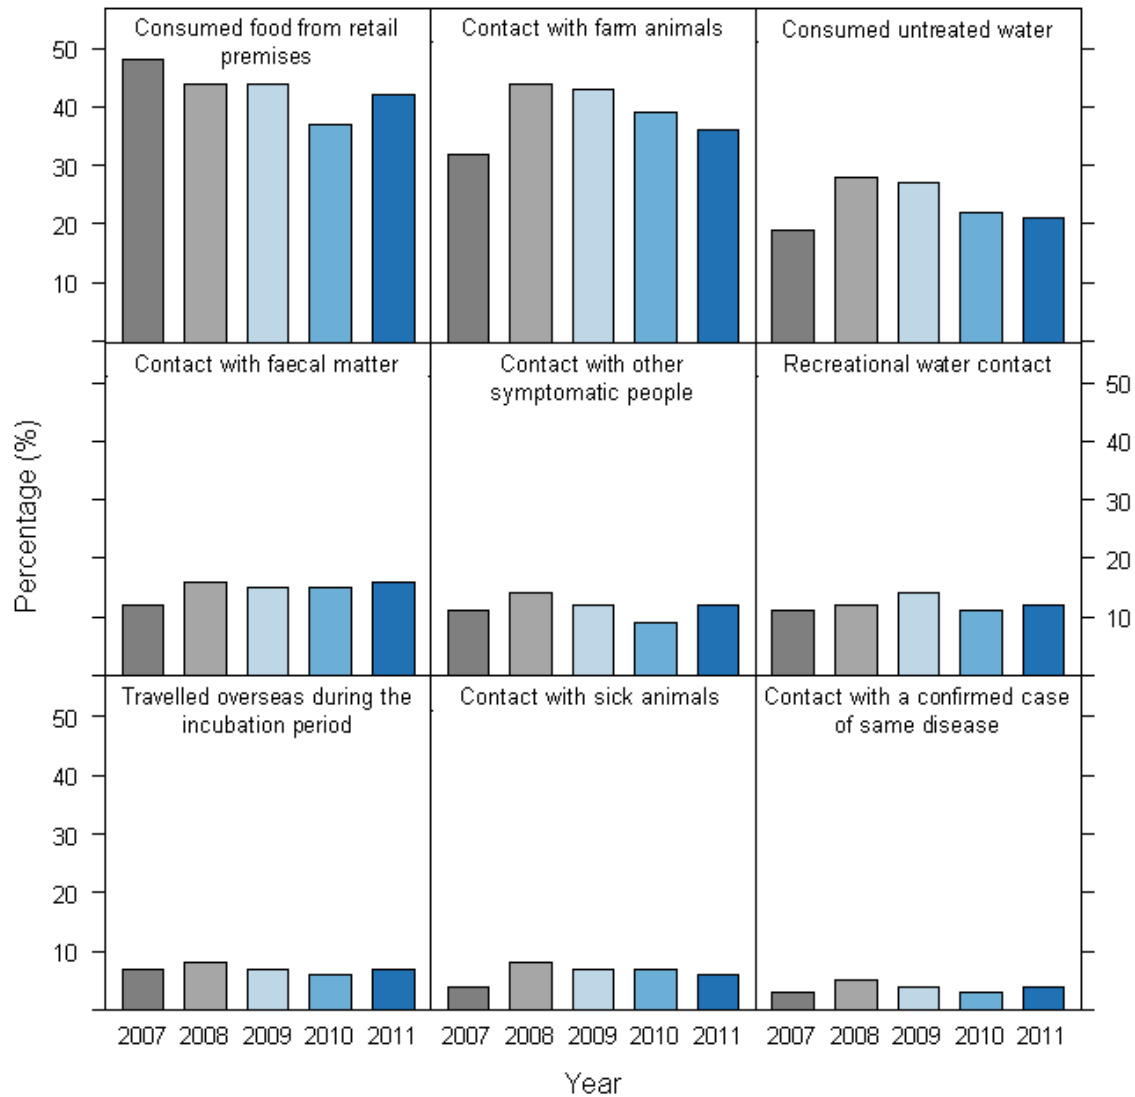 Consumed food from retail
premises
Contact with farm animals
Consumed untreated water
50
40
30
20
10
Contact with faecal matter
Contact with other
symptomatic people
Recreational water contact
50
40
30
20
10
Percentage (%)
Travelled overseas during the
incubation period
Contact with sick animals
Contact with a confirmed case
of same disease
50
40
30
20
10
2007 2008 2009 2010 2011 2007 2008 2009 2010 2011 2007 2008 2009 2010 2011
Year